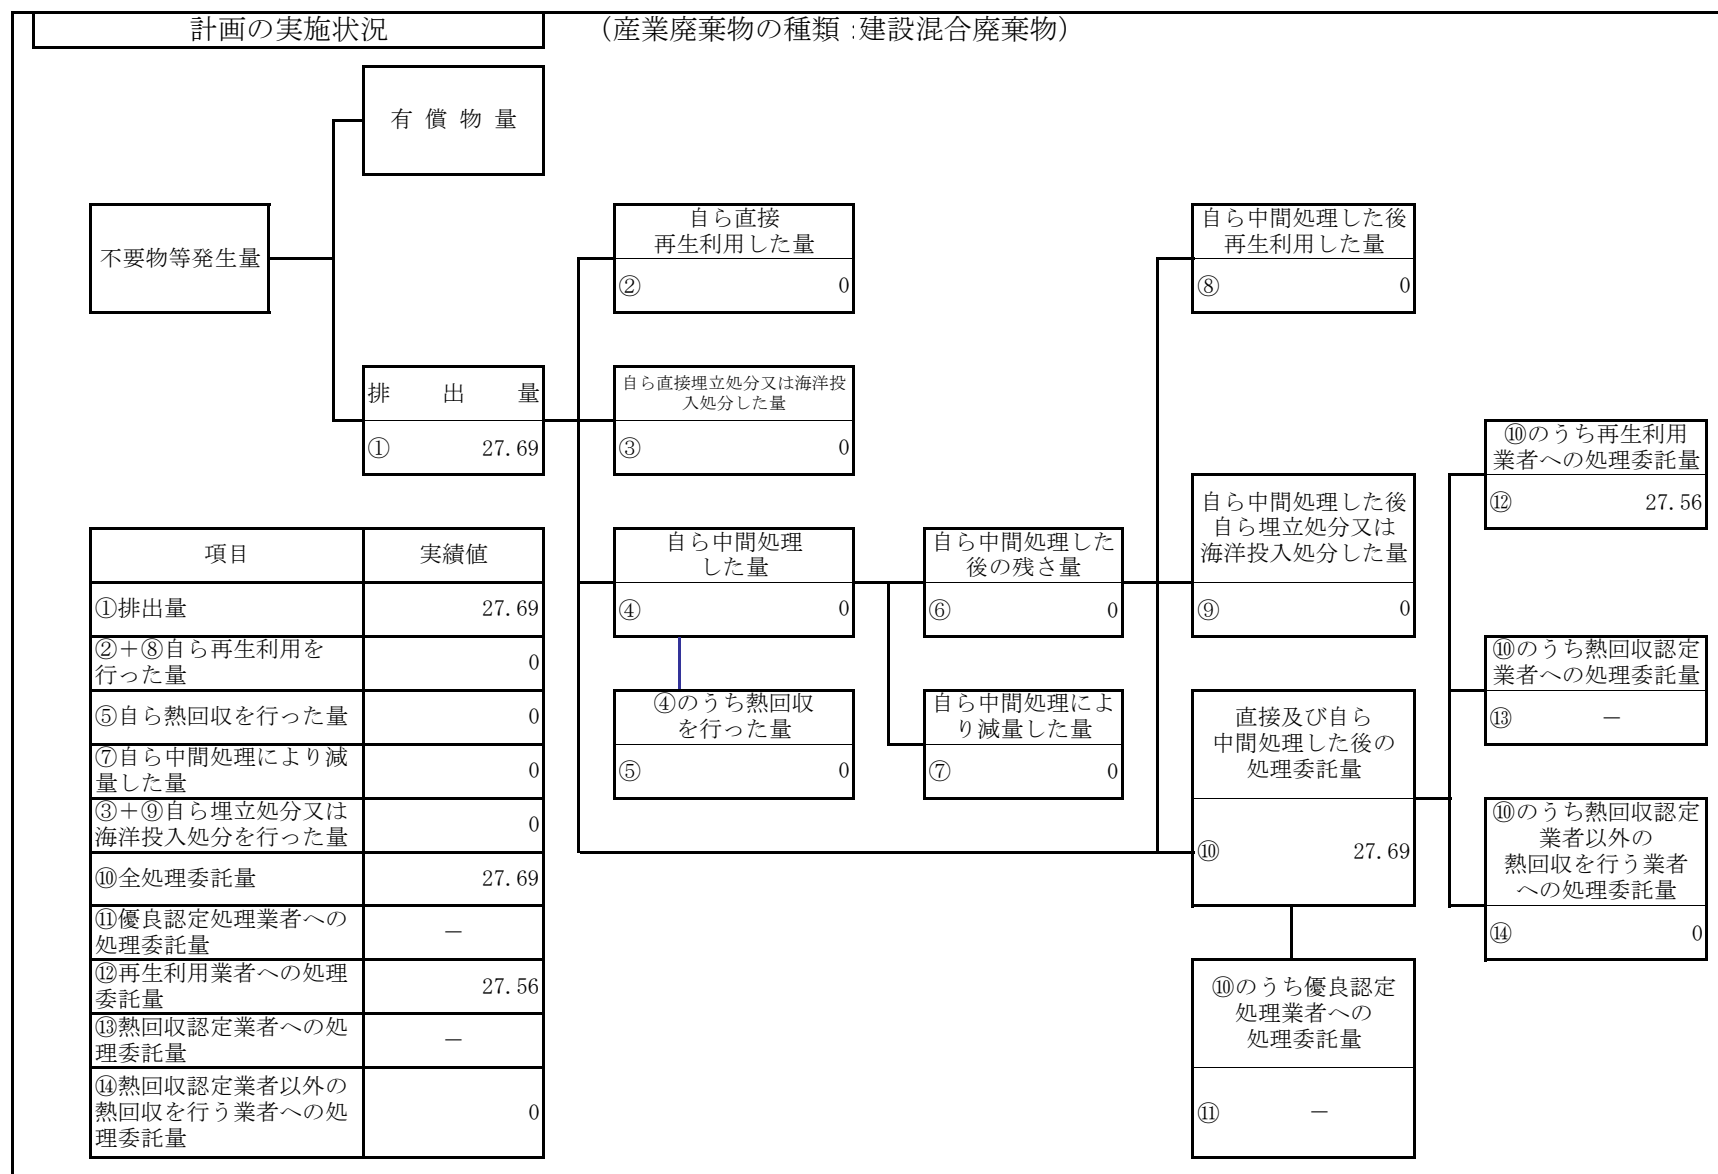 計画の実施状況
（産業廃棄物の種類：建設混合廃棄物）
有償物量
不要物等発生量
排出量
① 27.69
自ら直接
再生利用した量
② 0
自ら直接埋立処分又は海洋投
入処分した量
③ 0
自ら中間処理
した量
④ 0
④のうち熱回収
を行った量
⑤ 0
自ら中間処理した
後の残さ量
⑥ 0
自ら中間処理によ
り減量した量
⑦ 0
自ら中間処理した後
再生利用した量
⑧ 0
自ら中間処理した後
自ら埋立処分又は
海洋投入処分した量
⑨ 0
直接及び自ら
中間処理した後の
処理委託量
⑩ 27.69
⑩のうち優良認定
処理業者への
処理委託量
⑪ －
⑩のうち再生利用
業者への処理委託量
⑫ 27.56
⑩のうち熱回収認定
業者への処理委託量
⑬ －
⑩のうち熱回収認定
業者以外の
熱回収を行う業者
への処理委託量
⑭ 0
項目 実績値
①排出量 27.69
②＋⑧自ら再生利用を
行った量 0
⑤自ら熱回収を行った量 0
⑦自ら中間処理により減
量した量 0
③＋⑨自ら埋立処分又は
海洋投入処分を行った量 0
⑩全処理委託量 27.69
⑪優良認定処理業者への
処理委託量 －
⑫再生利用業者への処理
委託量 27.56
⑬熱回収認定業者への処
理委託量 －
⑭熱回収認定業者以外の
熱回収を行う業者への処
理委託量 0